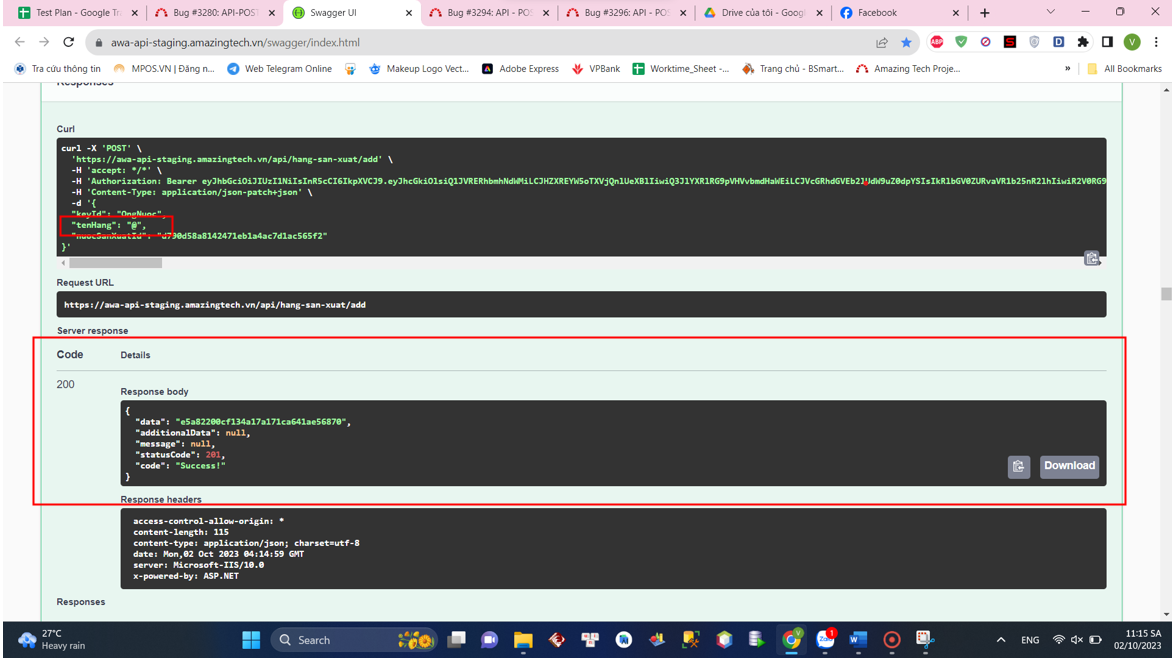 Test Plan - Google Tra
Bug #3280: API-POST
Swagger UI
Bug #3294: API - POS
Bug #3296: API - POS
Drive của tôi - Googl
Facebook
awa-api-staging.amazingtech.vn/swagger/index.html
ABP
S
D
V
Tra cứu thông tin
MPOS.VN | Đăng n...
Web Telegram Online
Makeup Logo Vect...
Adobe Express
VPBank
Worktime_Sheet -...
Trang chủ - BSmart...
Amazing Tech Proje...
»
All Bookmarks
Responses
Curl
curl -X 'POST' \
'https://awa-api-staging.amazingtech.vn/api/hang-san-xuat/add' \
-H 'accept: */*' \
-H 'Authorization: Bearer
-H 'Content-Type: application/json-patch+json' \
-d '{
"keyId": "OngNuoc",
"tenHang": "@",
"nuocSanXuatId": "d790d58a8142471eb1a4ac7d1ac565f2"
}'
Request URL
https://awa-api-staging.amazingtech.vn/api/hang-san-xuat/add
Server response
Code
Details
200
Response body
{
"data": "e5a82200cf134a17a171ca641ae56870",
"additionalData": null,
"message": null,
"statusCode": 201,
"code": "Success!"
}
Download
Response headers
access-control-allow-origin: *
content-length: 115
content-type: application/json; charset=utf-8
date: Mon,02 Oct 2023 04:14:59 GMT
server: Microsoft-IIS/10.0
x-powered-by: ASP.NET
Responses
27°C
Heavy rain
Search
1
ENG
11:15 SA
02/10/2023